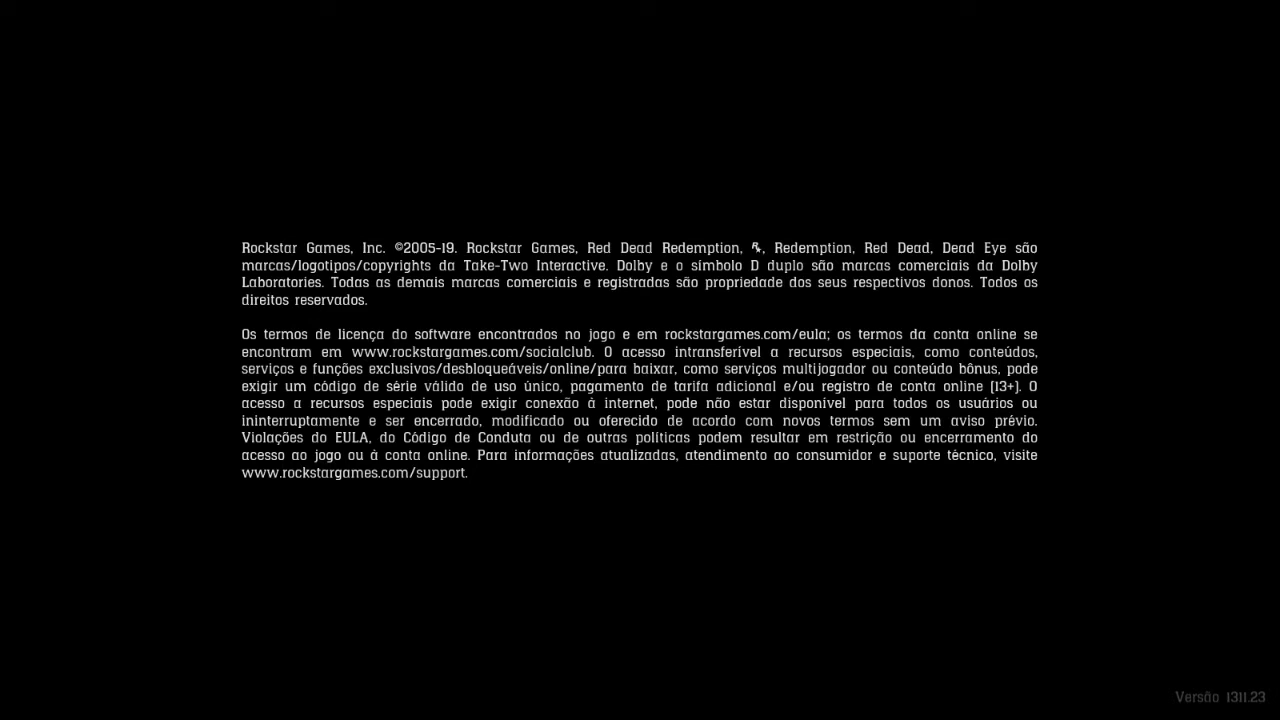 Rockstar Games, Inc. ©2005-19. Rockstar Games, Red Dead Redemption, R*, Redemption, Red Dead, Dead Eye são
marcas/logotipos/copyrights da Take-Two Interactive. Dolby e o símbolo D duplo são marcas comerciais da Dolby
Laboratories. Todas as demais marcas comerciais e registradas são propriedade dos seus respectivos donos. Todos os
direitos reservados.
Os termos de licença do software encontrados no jogo e em rockstargames.com/eula; os termos da conta online se
encontram em www.rockstargames.com/socialclub. O acesso intransferível a recursos especiais, como conteúdos,
serviços e funções exclusivos/desbloqueáveis/online/para baixar, como serviços multijogador ou conteúdo bônus, pode
exigir um código de série válido de uso único, pagamento de tarifa adicional e/ou registro de conta online (13+). O
acesso a recursos especiais pode exigir conexão à internet, pode não estar disponível para todos os usuários ou
ininterruptamente e ser encerrado, modificado ou oferecido de acordo com novos termos sem um aviso prévio.
Violações do EULA, do Código de Conduta ou de outras políticas podem resultar em restrição ou encerramento do
acesso ao jogo ou à conta online. Para informações atualizadas, atendimento ao consumidor e suporte técnico, visite
www.rockstargames.com/support.
Versão 1311.23